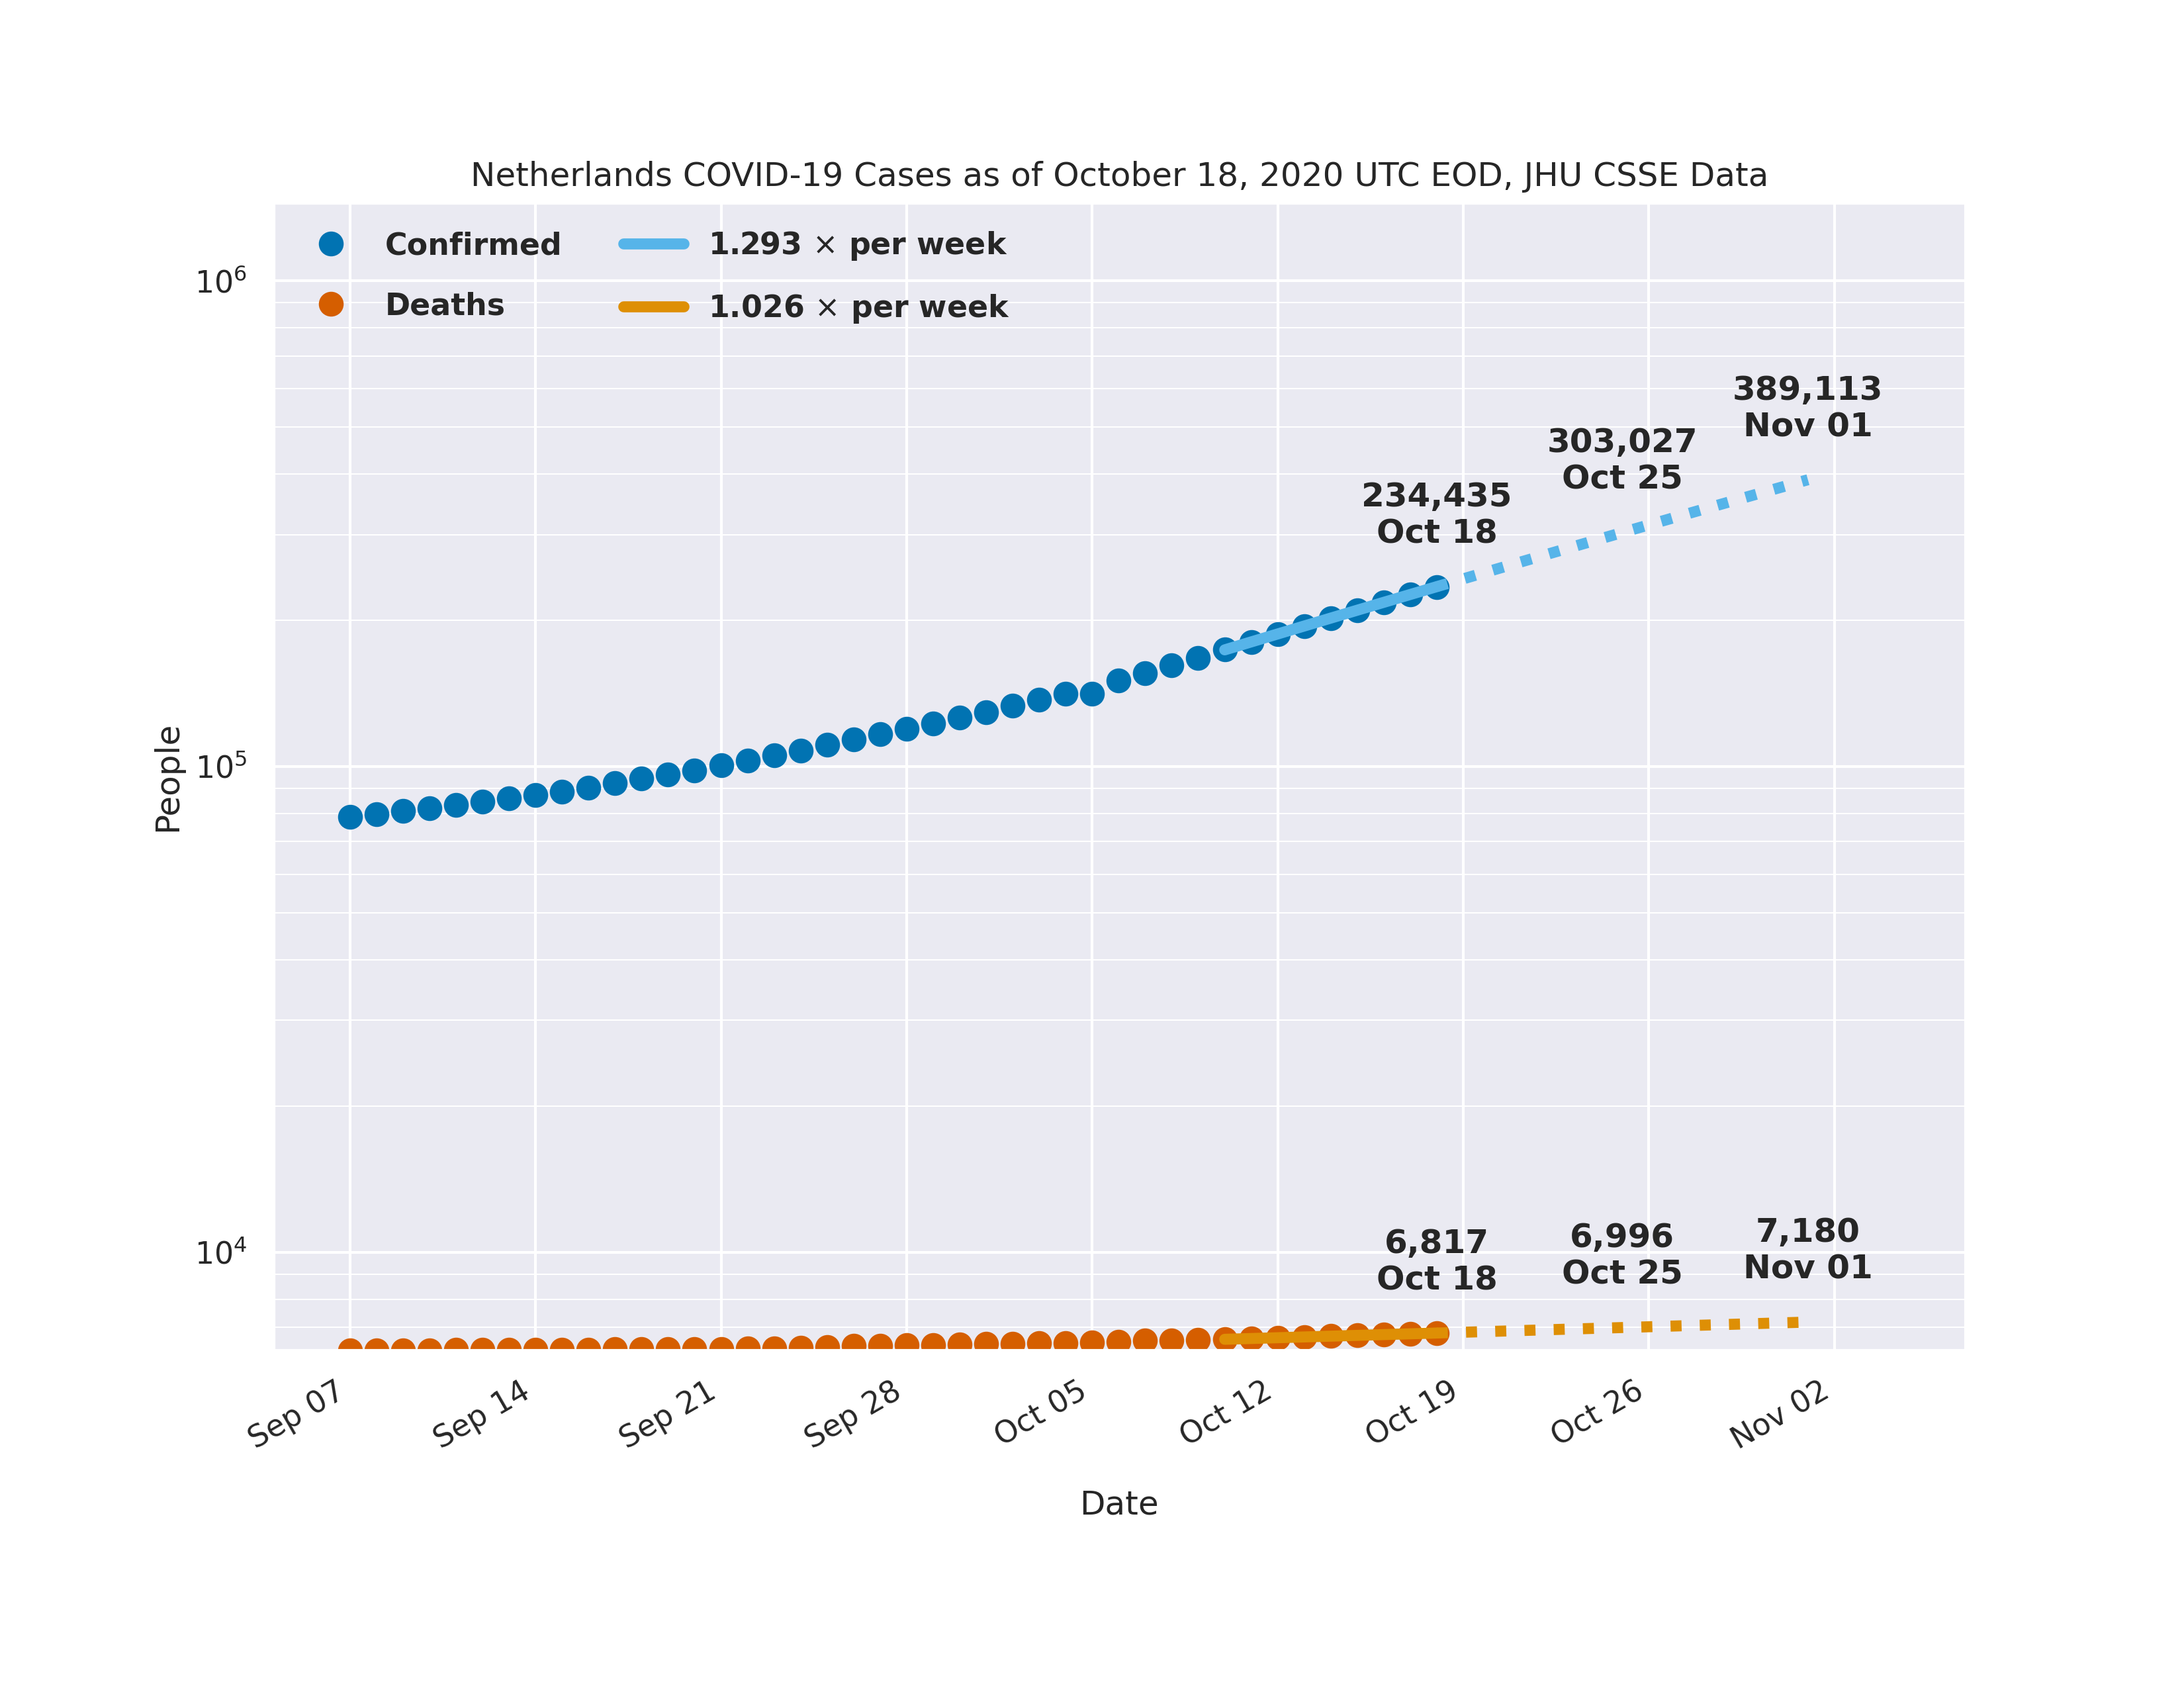 Netherlands COVID-19 Cases as of October 18, 2020 UTC EOD, JHU CSSE Data
Confirmed
Deaths
1.293 × per week
1.026 × per week
People
10⁶
10⁵
10⁴
389,113
Nov 01
303,027
Oct 25
234,435
Oct 18
6,817
Oct 18
6,996
Oct 25
7,180
Nov 01
Sep 07
Sep 14
Sep 21
Sep 28
Oct 05
Oct 12
Oct 19
Oct 26
Nov 02
Date